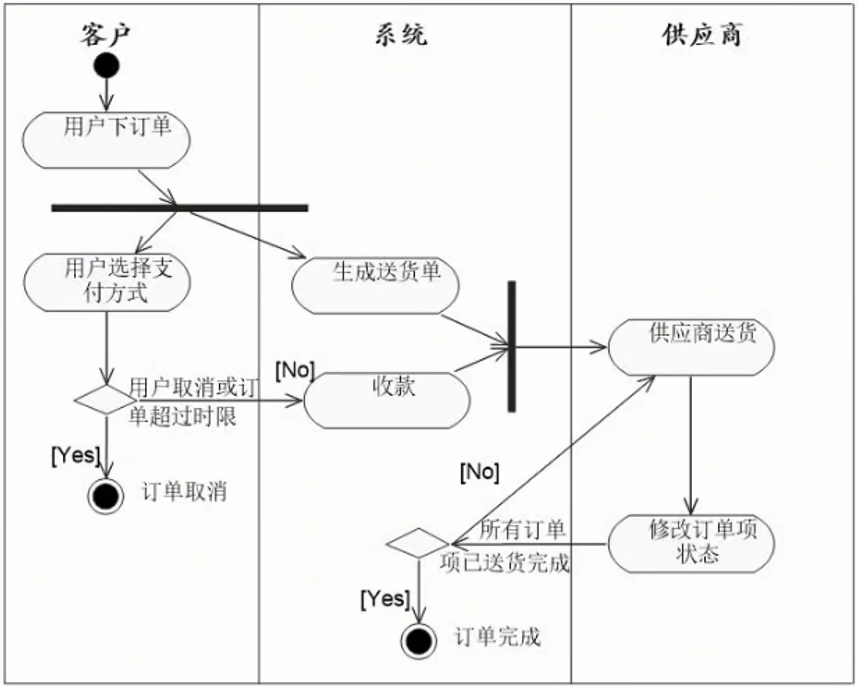 客户
系统
供应商
用户下订单
用户选择支
付方式
生成送货单
供应商送货
[No]
用户取消或订
单超过时限
收款
[Yes]
订单取消
[No]
所有订单
项已送货完成
修改订单项
状态
[Yes]
订单完成